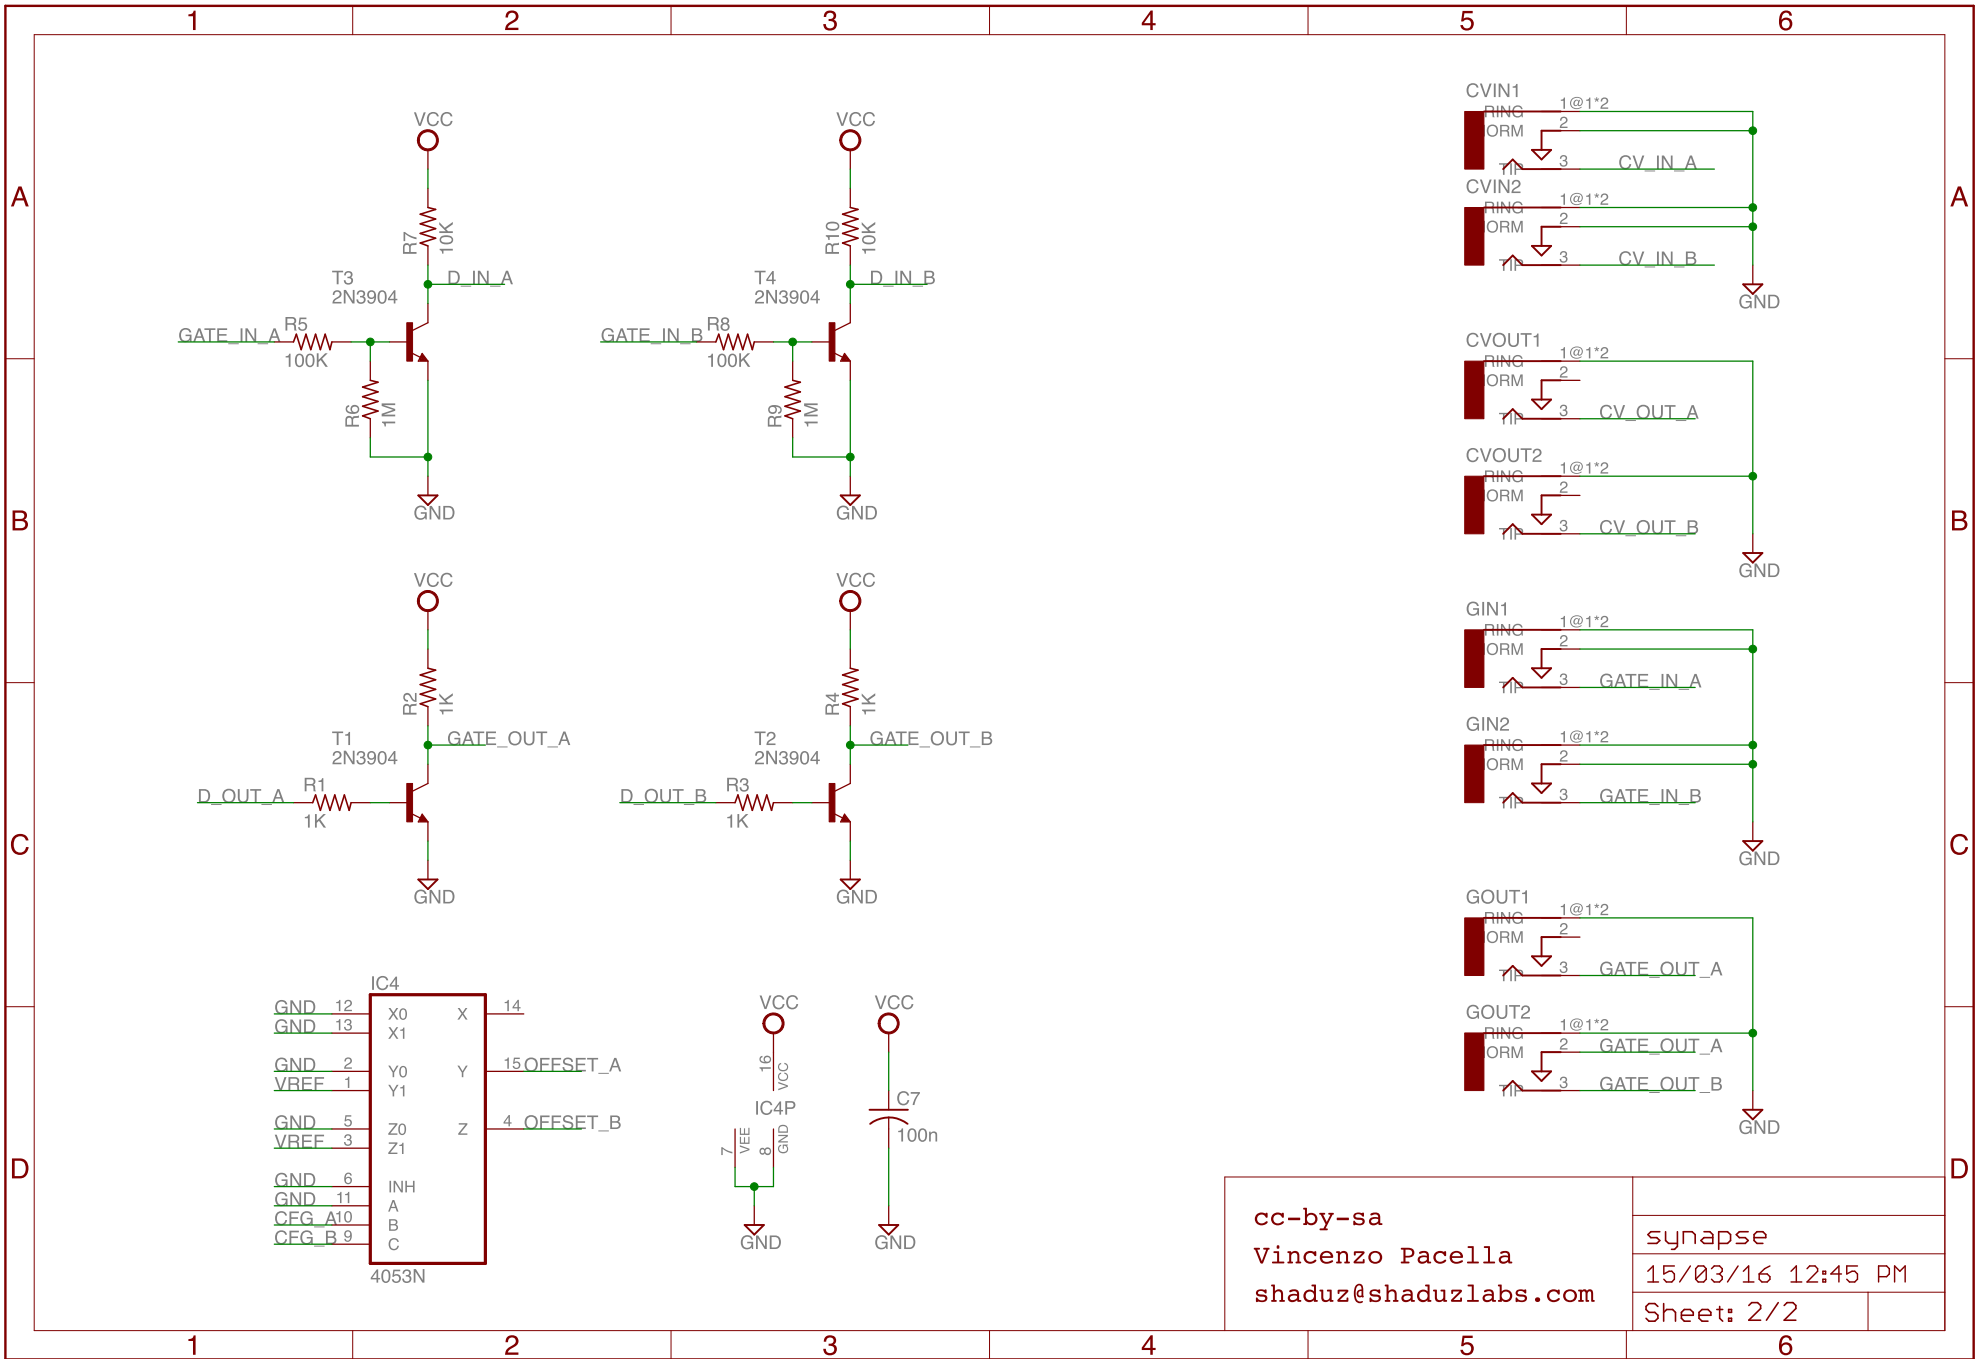 1 2 3 4 5 6
A
B
C
D
VCC
R7
10K
T3
2N3904
D_IN_A
GATE_IN_A
R5
100K
R6
1M
GND
VCC
R10
10K
T4
2N3904
D_IN_B
GATE_IN_B
R8
100K
R9
1M
GND
VCC
R2
1K
T1
2N3904
GATE_OUT_A
D_OUT_A
R1
1K
GND
VCC
R4
1K
T2
2N3904
GATE_OUT_B
D_OUT_B
R3
1K
GND
IC4
GND 12 X0 X 14
GND 13 X1
GND 2 Y0 Y 15 OFFSET_A
VREF 1 Y1
GND 5 Z0 Z 4 OFFSET_B
VREF 3 Z1
GND 6 INH
GND 11 A
CFG_A 10 B
CFG_B 9 C
4053N
VCC
16
VCC
IC4P
7
VEE
8
GND
GND
VCC
C7
100n
GND
CVIN1
RING 1@1*2
ORM 2
TIP 3 CV_IN_A
CVIN2
RING 1@1*2
ORM 2
TIP 3 CV_IN_B
GND
CVOUT1
RING 1@1*2
ORM 2
TIP 3 CV_OUT_A
CVOUT2
RING 1@1*2
ORM 2
TIP 3 CV_OUT_B
GND
GIN1
RING 1@1*2
ORM 2
TIP 3 GATE_IN_A
GIN2
RING 1@1*2
ORM 2
TIP 3 GATE_IN_B
GND
GOUT1
RING 1@1*2
ORM 2
TIP 3 GATE_OUT_A
GOUT2
RING 1@1*2
ORM 2 GATE_OUT_A
TIP 3 GATE_OUT_B
GND
A
B
C
D
cc-by-sa
Vincenzo Pacella
shaduz@shaduzlabs.com
synapse
15/03/16 12:45 PM
Sheet: 2/2
1 2 3 4 5 6